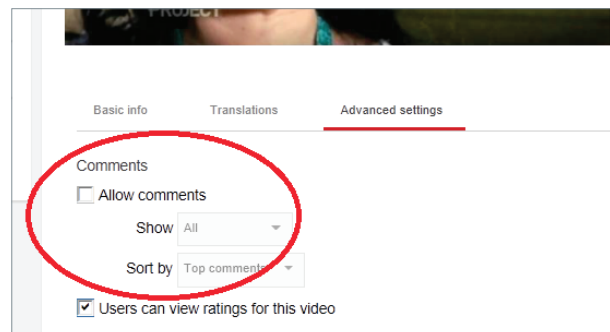 PROJECT
Basic info Translations Advanced settings
Comments
Allow comments
Show All
Sort by Top comments
Users can view ratings for this video